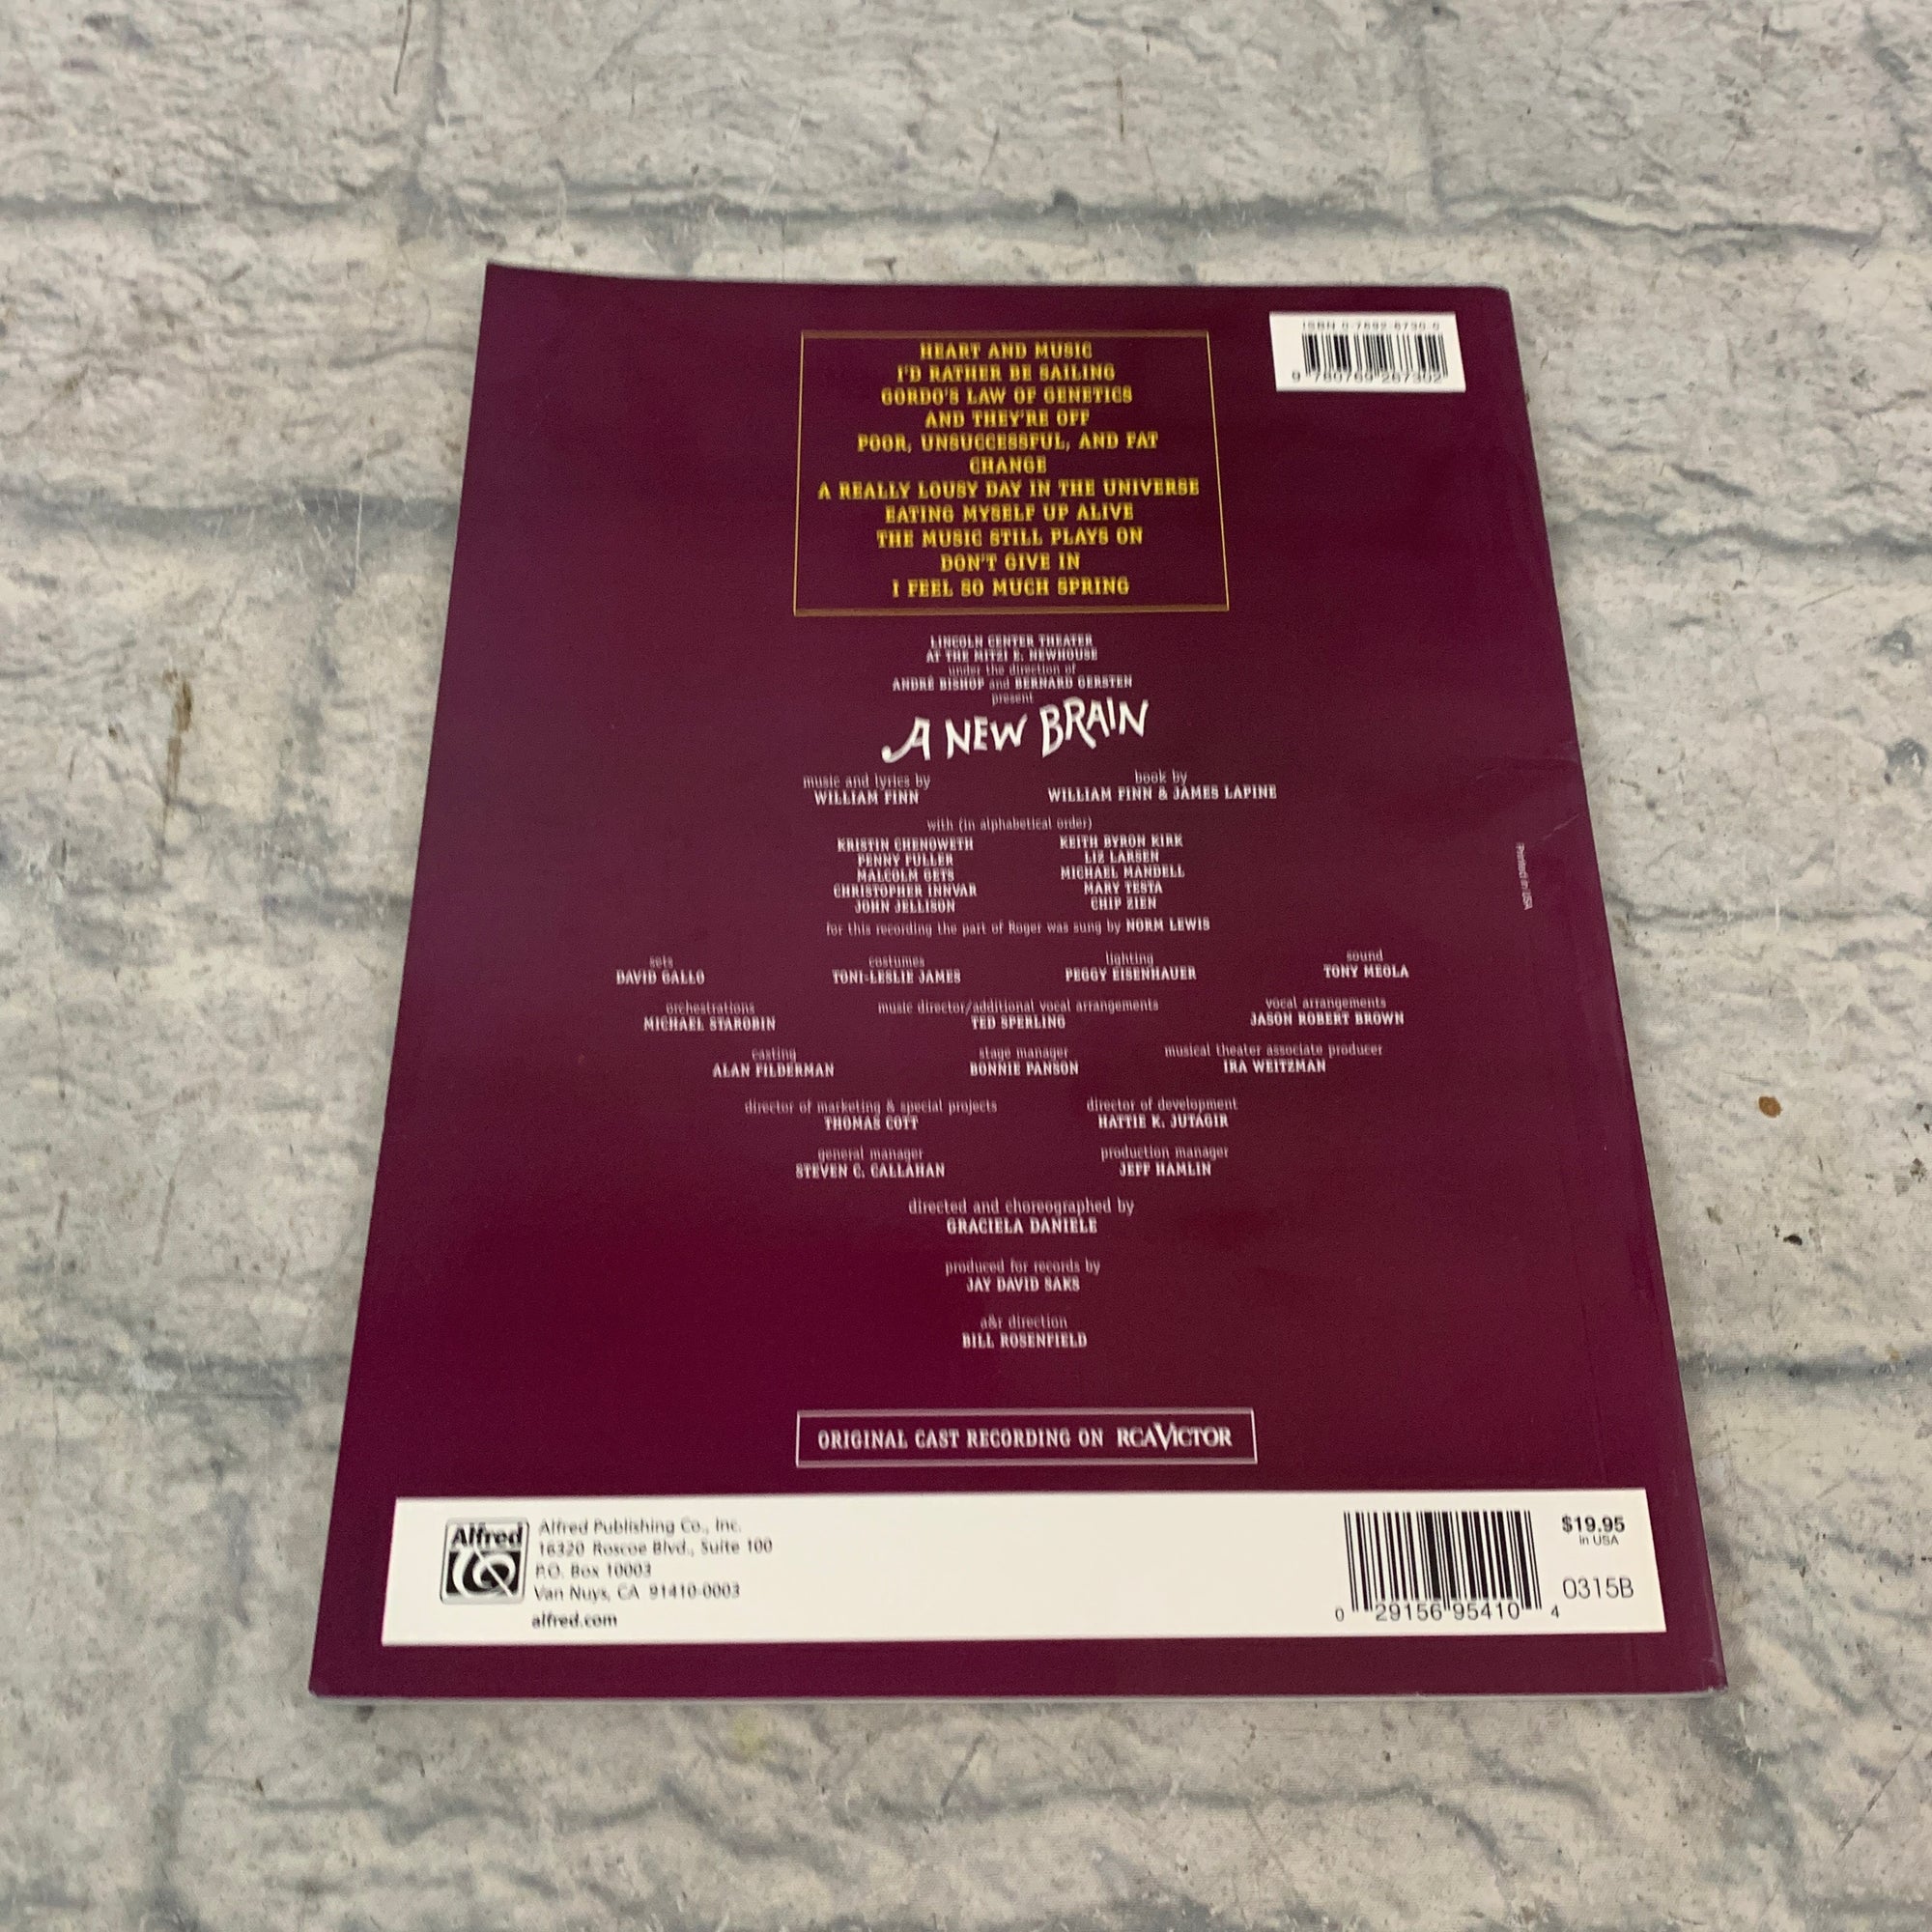 ISBN 0-7692-6730-0
9 780769 267302
HEART AND MUSIC
I'D RATHER BE SAILING
GORDO'S LAW OF GENETICS
AND THEY'RE OFF
POOR, UNSUCCESSFUL, AND FAT
CHANGE
A REALLY LOUSY DAY IN THE UNIVERSE
EATING MYSELF UP ALIVE
THE MUSIC STILL PLAYS ON
DON'T GIVE IN
I FEEL SO MUCH SPRING
LINCOLN CENTER THEATER
AT THE MITZI E. NEWHOUSE
under the direction of
ANDRÉ BISHOP and BERNARD GERSTEN
present
A NEW BRAIN
music and lyrics by
WILLIAM FINN
book by
WILLIAM FINN & JAMES LAPINE
with (in alphabetical order)
KRISTIN CHENOWETH
PENNY FULLER
MALCOLM GETS
CHRISTOPHER INNVAR
JOHN JELLISON
KEITH BYRON KIRK
LIZ LARSEN
MICHAEL MANDELL
MARY TESTA
CHIP ZIEN
for this recording the part of Roger was sung by NORM LEWIS
sets
DAVID GALLO
costumes
TONI-LESLIE JAMES
lighting
PEGGY EISENHAUER
sound
TONY MEOLA
orchestrations
MICHAEL STAROBIN
music director/additional vocal arrangements
TED SPERLING
vocal arrangements
JASON ROBERT BROWN
casting
ALAN FILDERMAN
stage manager
BONNIE PANSON
musical theater associate producer
IRA WEITZMAN
director of marketing & special projects
THOMAS COTT
director of development
HATTIE K. JUTAGIR
general manager
STEVEN C. CALLAHAN
production manager
JEFF HAMLIN
directed and choreographed by
GRACIELA DANIELE
produced for records by
JAY DAVID SAKS
a&r direction
BILL ROSENFIELD
Printed in USA
ORIGINAL CAST RECORDING ON RCA VICTOR
Alfred
Alfred Publishing Co., Inc.
16320 Roscoe Blvd., Suite 100
P.O. Box 10003
Van Nuys, CA 91410-0003
alfred.com
0 29156 95410 4
$19.95
in USA
0315B